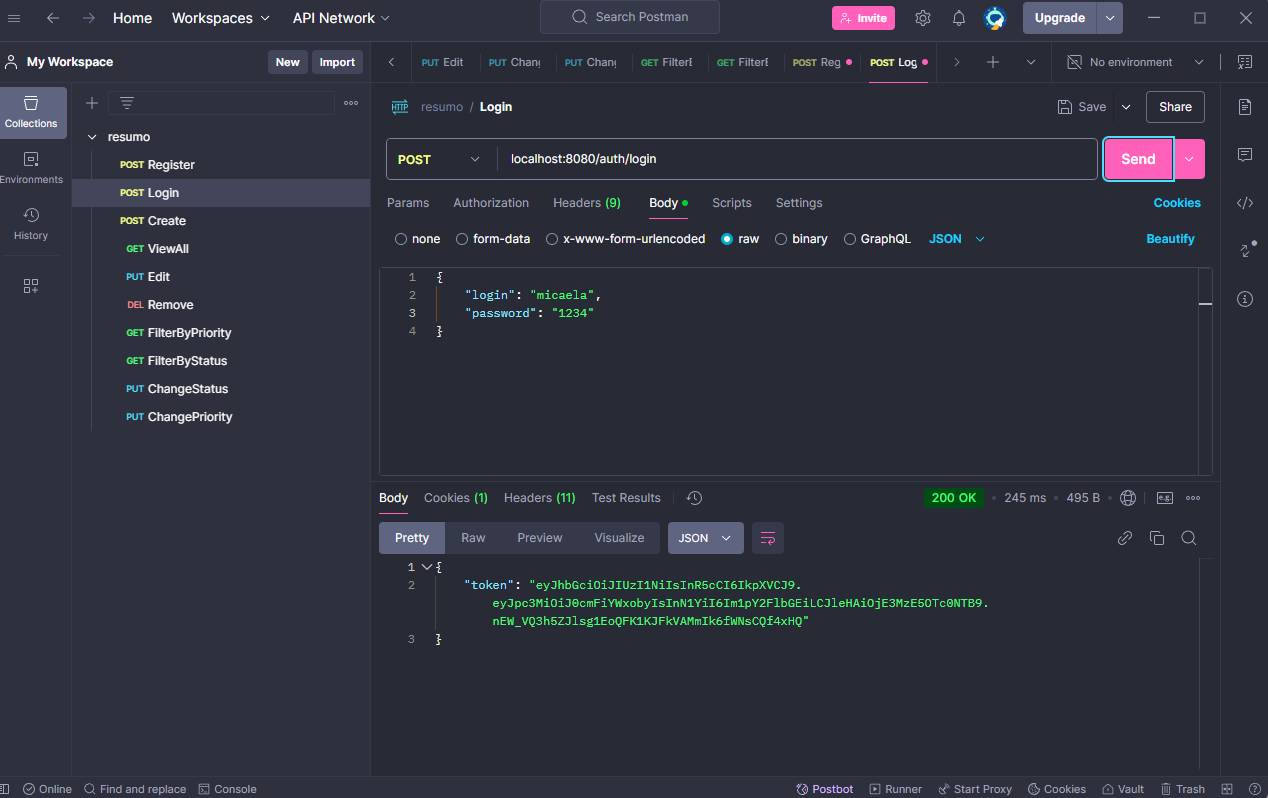 Home Workspaces API Network Search Postman Invite Upgrade
My Workspace New Import
PUT Edit PUT Chang PUT Chang GET FilterE GET FilterE POST Reg POST Log No environment
Collections
Environments
History
resumo
POST Register
POST Login
POST Create
GET ViewAll
PUT Edit
DEL Remove
GET FilterByPriority
GET FilterByStatus
PUT ChangeStatus
PUT ChangePriority
HTTP resumo / Login Save Share
POST localhost:8080/auth/login Send
Params Authorization Headers (9) Body Scripts Settings Cookies
none form-data x-www-form-urlencoded raw binary GraphQL JSON Beautify
1 {
2 "login": "micaela",
3 "password": "1234"
4 }
Body Cookies (1) Headers (11) Test Results 200 OK • 245 ms • 495 B • e.g.
Pretty Raw Preview Visualize JSON
1 {
2 "token": "eyJhbGciOiJIUzI1NiIsInR5cCI6IkpXVCJ9.
eyJpc3MiOiJ0cmFiYWxobyIsInN1YiI6Im1pY2FlbGEiLCJleHAiOjE3MzE5OTc0NTB9.
nEW_VQ3h5ZJlsg1EoQFK1KJFkVAMmIk6fWNsCQf4xHQ"
3 }
Online Find and replace Console Postbot Runner Start Proxy Cookies Vault Trash